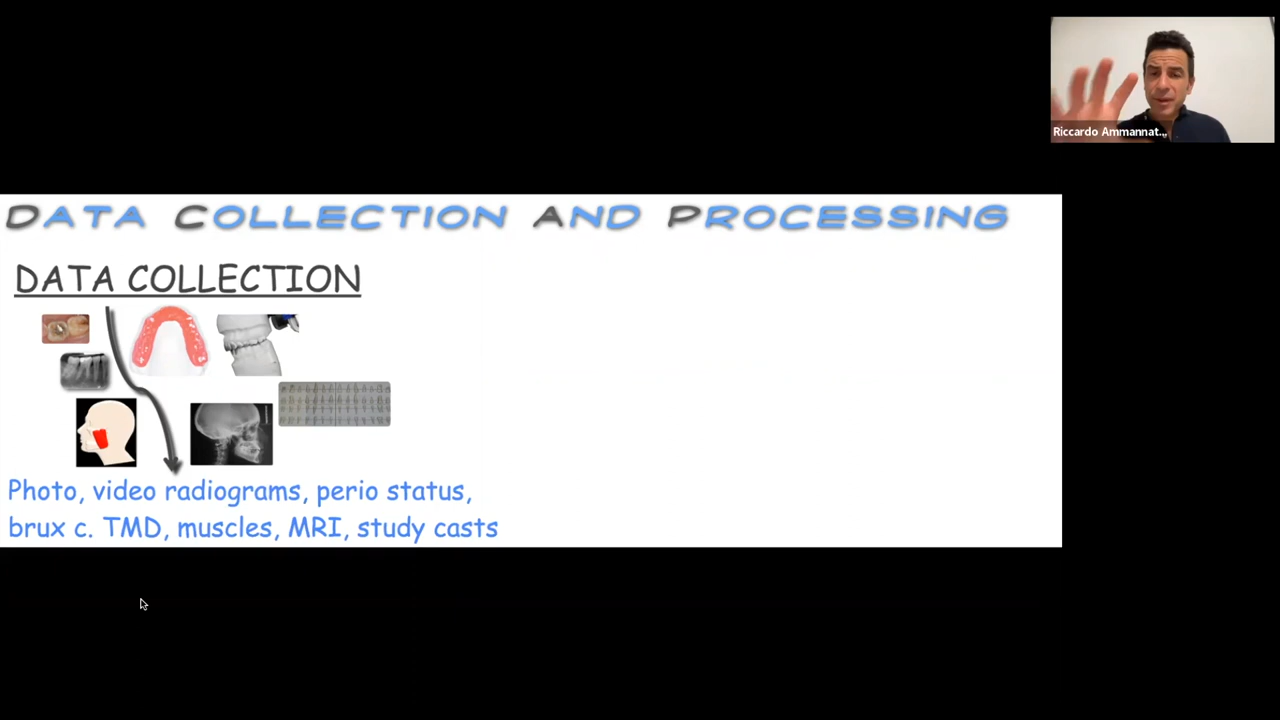 Riccardo Ammannat...
DATA COLLECTION AND PROCESSING
DATA COLLECTION
Photo, video radiograms, perio status,
brux c. TMD, muscles, MRI, study casts